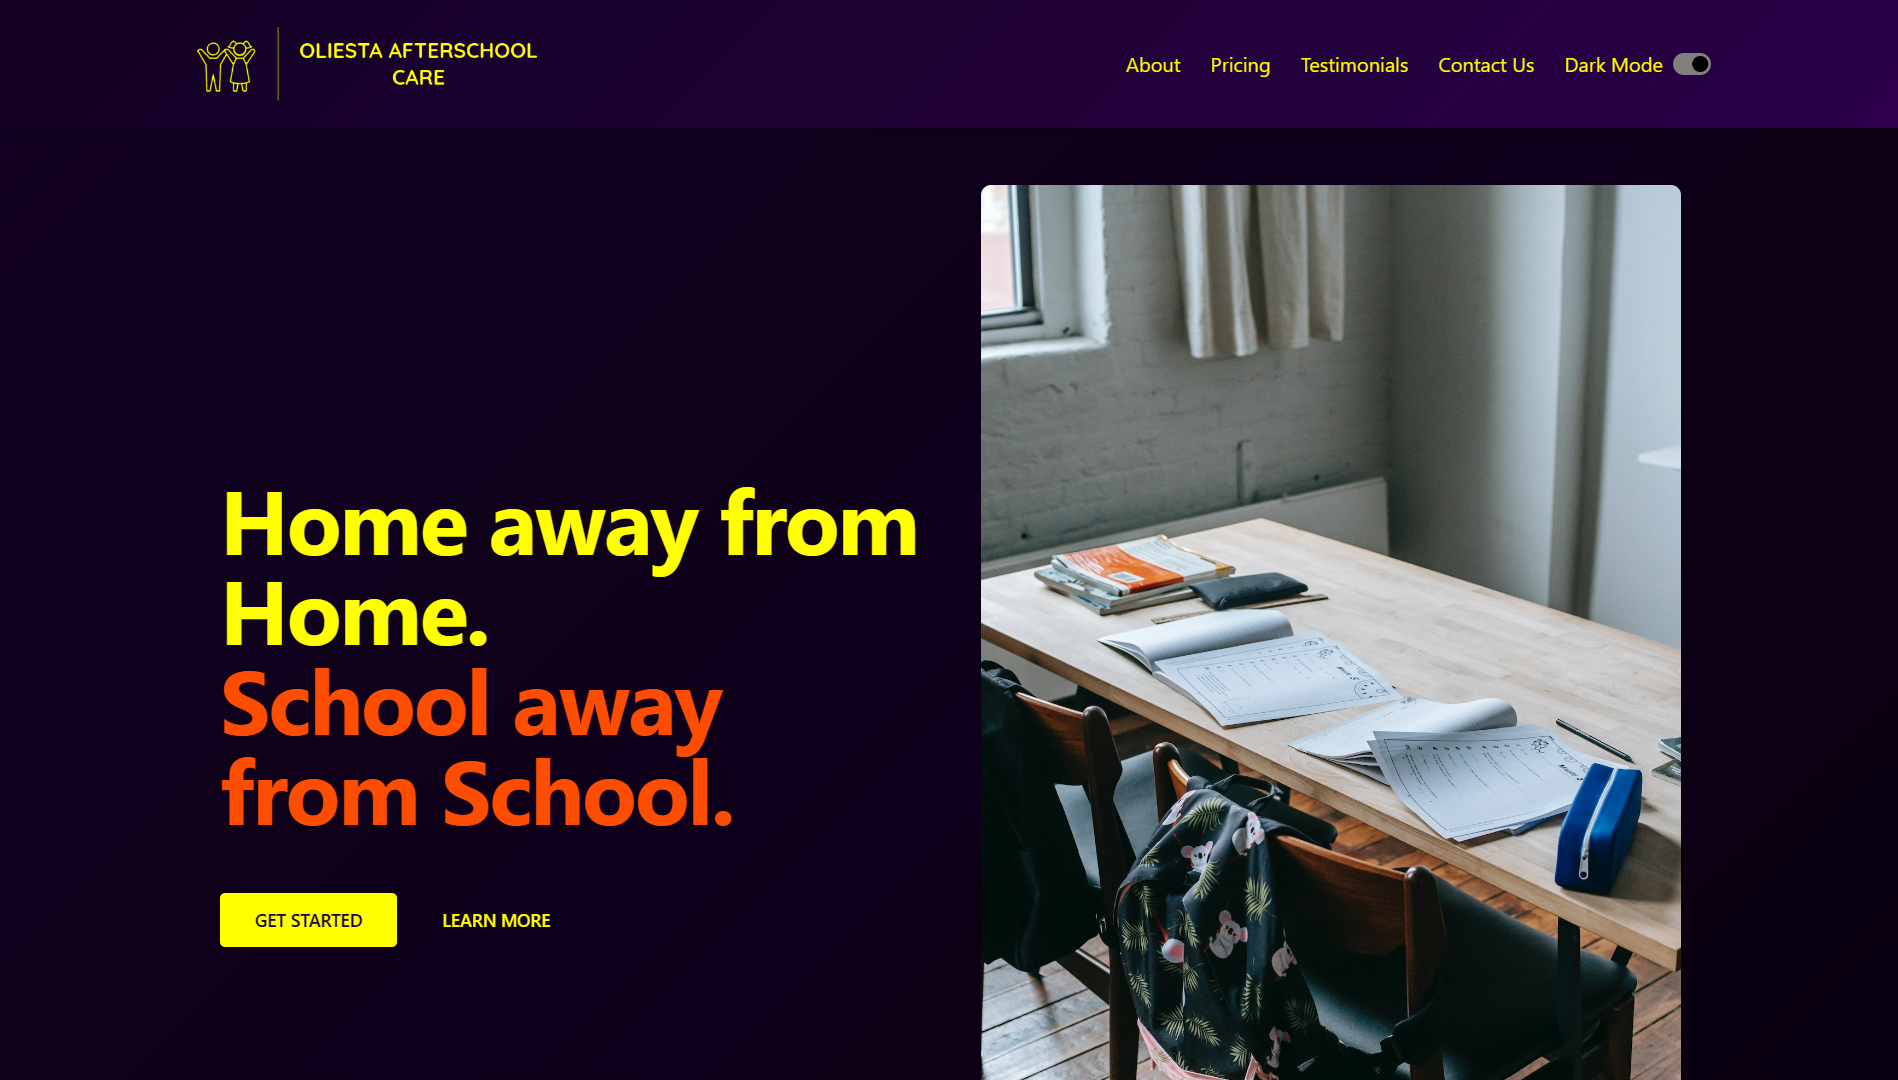 OLIESTA AFTERSCHOOL
CARE
About
Pricing
Testimonials
Contact Us
Dark Mode
Home away from
Home.
School away
from School.
GET STARTED
LEARN MORE